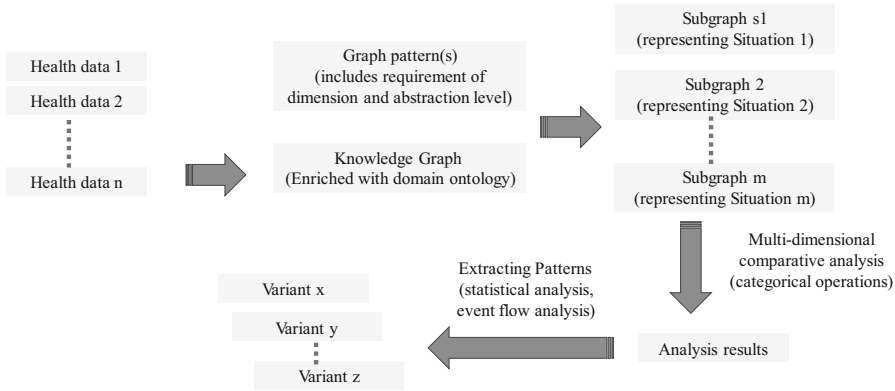 Health data 1
Health data 2
Health data n
Graph pattern(s)
(includes requirement of
dimension and abstraction level)
Knowledge Graph
(Enriched with domain ontology)
Subgraph s1
(representing Situation 1)
Subgraph 2
(representing Situation 2)
Subgraph m
(representing Situation m)
Multi-dimensional
comparative analysis
(categorical operations)
Analysis results
Extracting Patterns
(statistical analysis,
event flow analysis)
Variant x
Variant y
Variant z